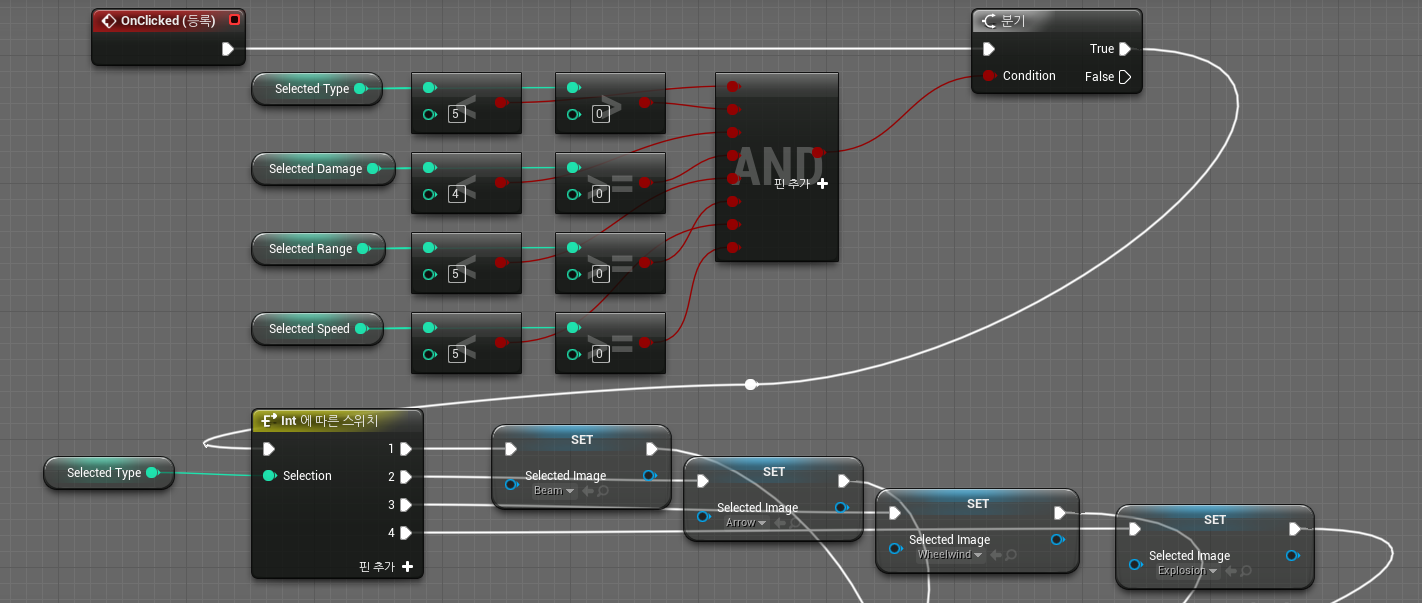 OnClicked (등록)
분기
True
Condition
False
Selected Type
<
5
>
0
Selected Damage
<
4
>=
0
AND
핀 추가 +
Selected Range
<
5
>=
0
Selected Speed
<
5
>=
0
Int 에 따른 스위치
1
Selected Type
Selection
2
3
4
핀 추가 +
SET
Selected Image
Beam
SET
Selected Image
Arrow
SET
Selected Image
Wheelwind
SET
Selected Image
Explosion